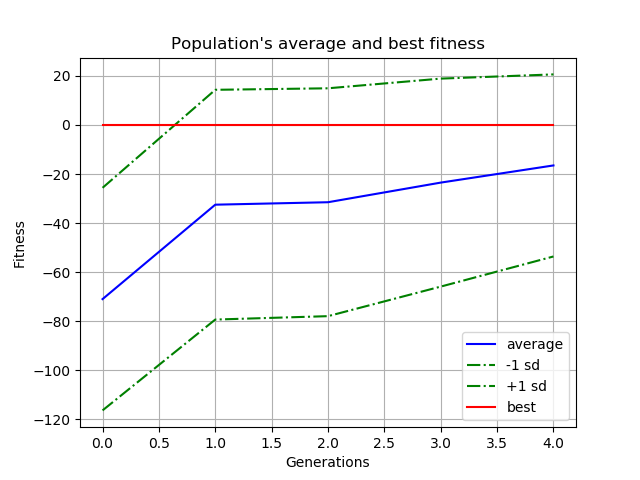 Population's average and best fitness
Fitness
20
0
−20
−40
−60
−80
−100
−120
0.0 0.5 1.0 1.5 2.0 2.5 3.0 3.5 4.0
Generations
average
-1 sd
+1 sd
best